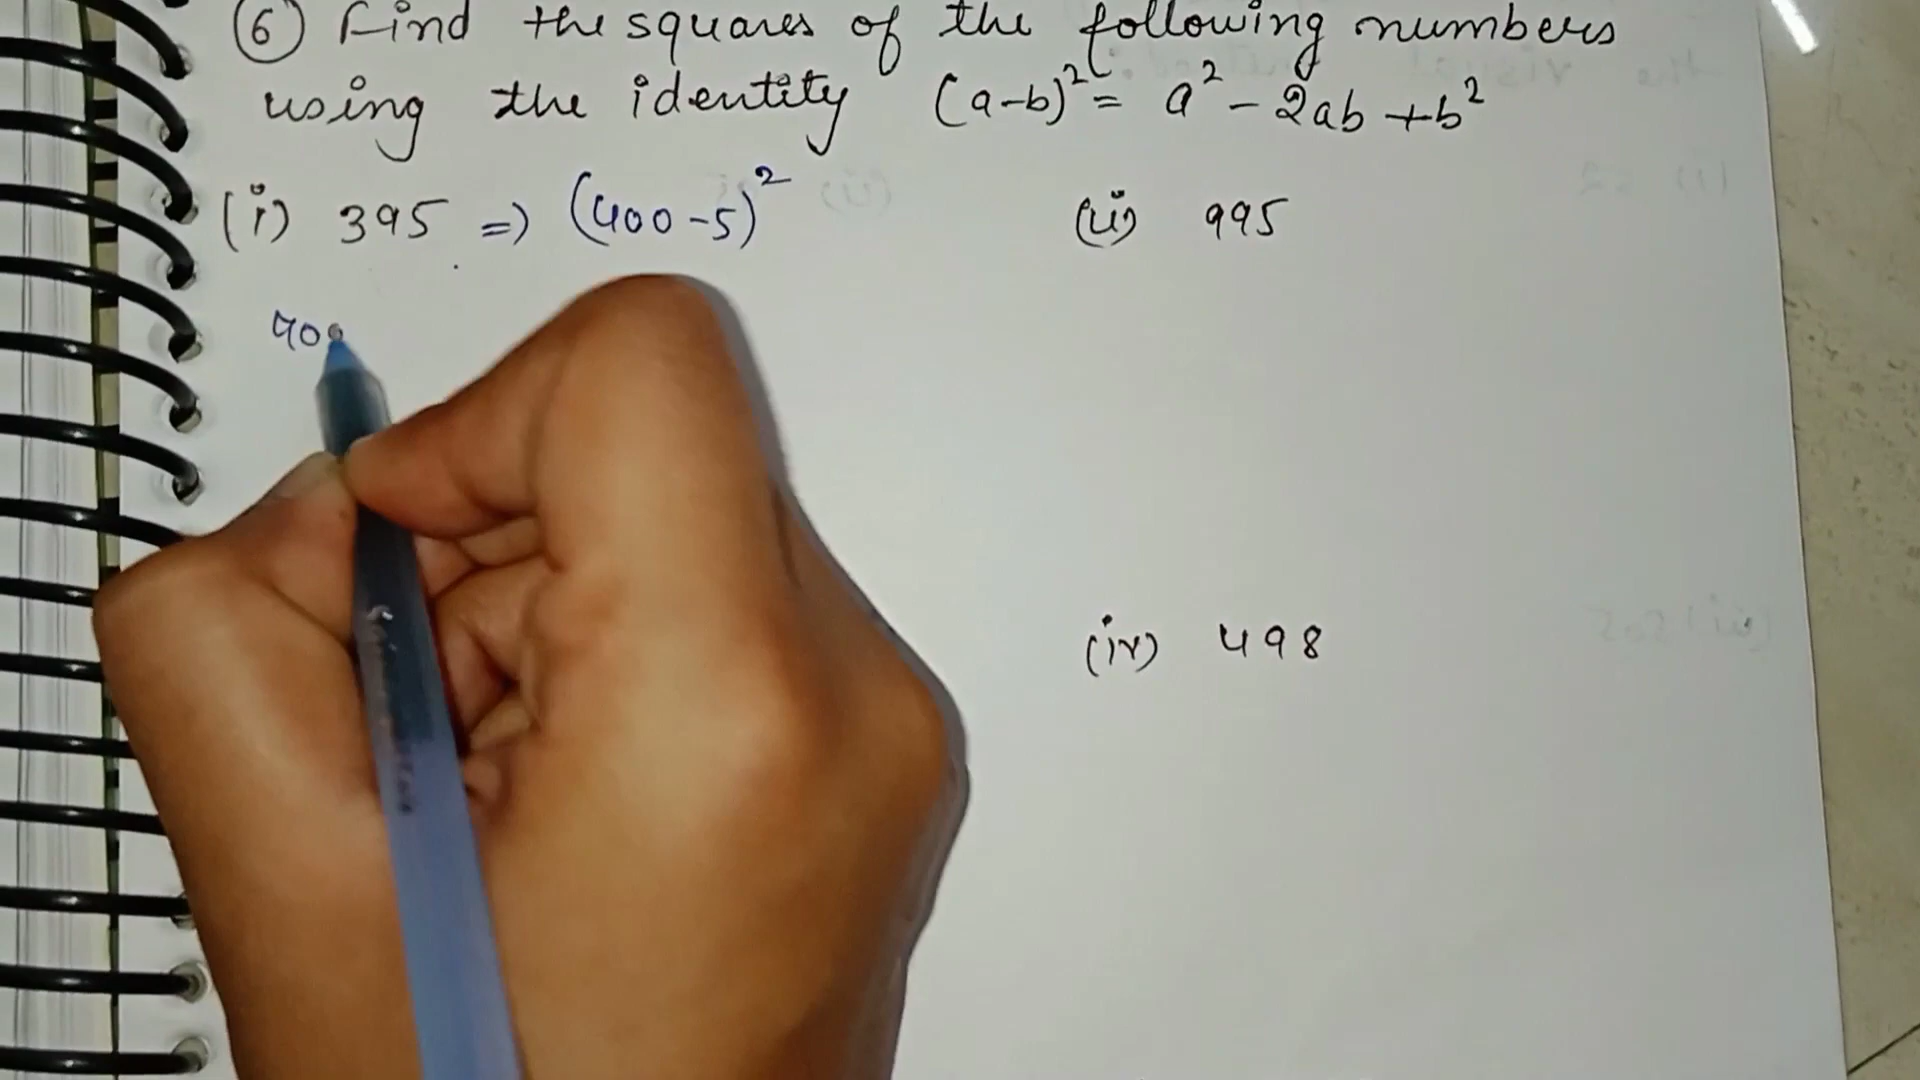 ⑥ Find the squares of the following numbers
using the identity (a-b)² = a² - 2ab + b²
(i) 395 => (400-5)²
(ii) 995
400
(iv) 498